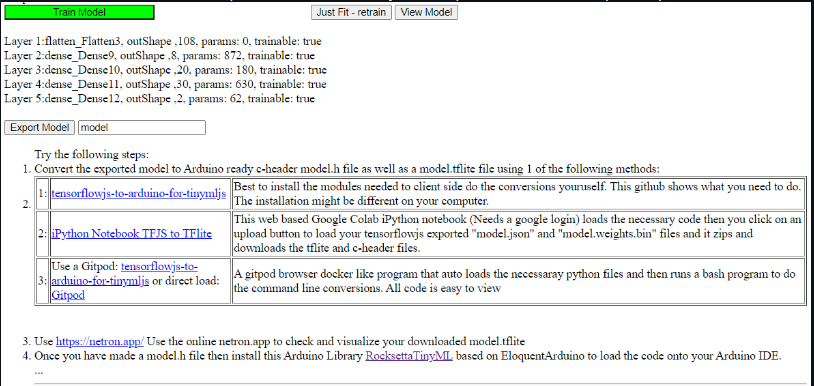 Train Model
Just Fit - retrain
View Model
Layer 1:flatten_Flatten3, outShape ,108, params: 0, trainable: true
Layer 2:dense_Dense9, outShape ,8, params: 872, trainable: true
Layer 3:dense_Dense10, outShape ,20, params: 180, trainable: true
Layer 4:dense_Dense11, outShape ,30, params: 630, trainable: true
Layer 5:dense_Dense12, outShape ,2, params: 62, trainable: true
Export Model
model
Try the following steps:
1. Convert the exported model to Arduino ready c-header model.h file as well as a model.tflite file using 1 of the following methods:
2.
1: tensorflowjs-to-arduino-for-tinymljs
Best to install the modules needed to client side do the conversions youruself. This github shows what you need to do.
The installation might be different on your computer.
2: iPython Notebook TFJS to TFlite
This web based Google Colab iPython notebook (Needs a google login) loads the necessary code then you click on an
upload button to load your tensorflowjs exported "model.json" and "model.weights.bin" files and it zips and
downloads the tflite and c-header files.
3:
Use a Gitpod: tensorflowjs-to-
arduino-for-tinymljs or direct load:
Gitpod
A gitpod browser docker like program that auto loads the necessaray python files and then runs a bash program to do
the command line conversions. All code is easy to view
3. Use https://netron.app/ Use the online netron.app to check and visualize your downloaded model.tflite
4. Once you have made a model.h file then install this Arduino Library RocksettaTinyML based on EloquentArduino to load the code onto your Arduino IDE.
...